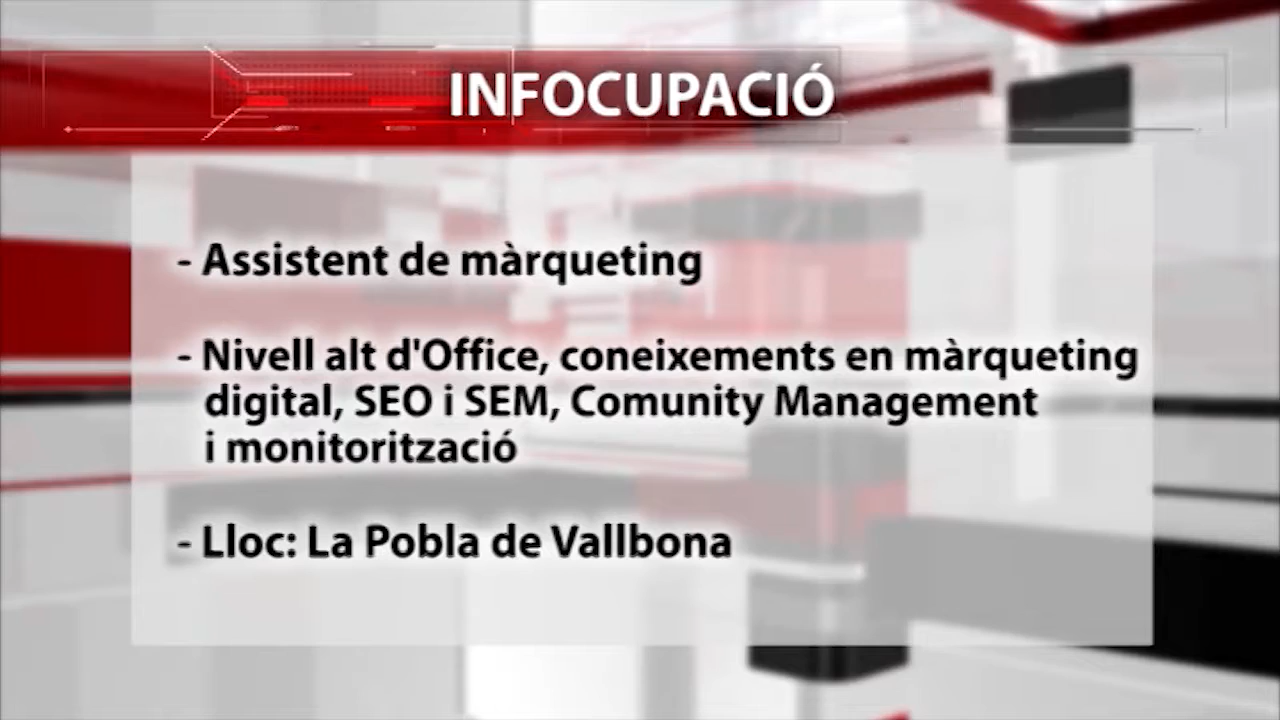 INFOCUPACIÓ
- Assistent de màrqueting
- Nivell alt d'Office, coneixements en màrqueting
digital, SEO i SEM, Comunity Management
i monitorització
- Lloc: La Pobla de Vallbona